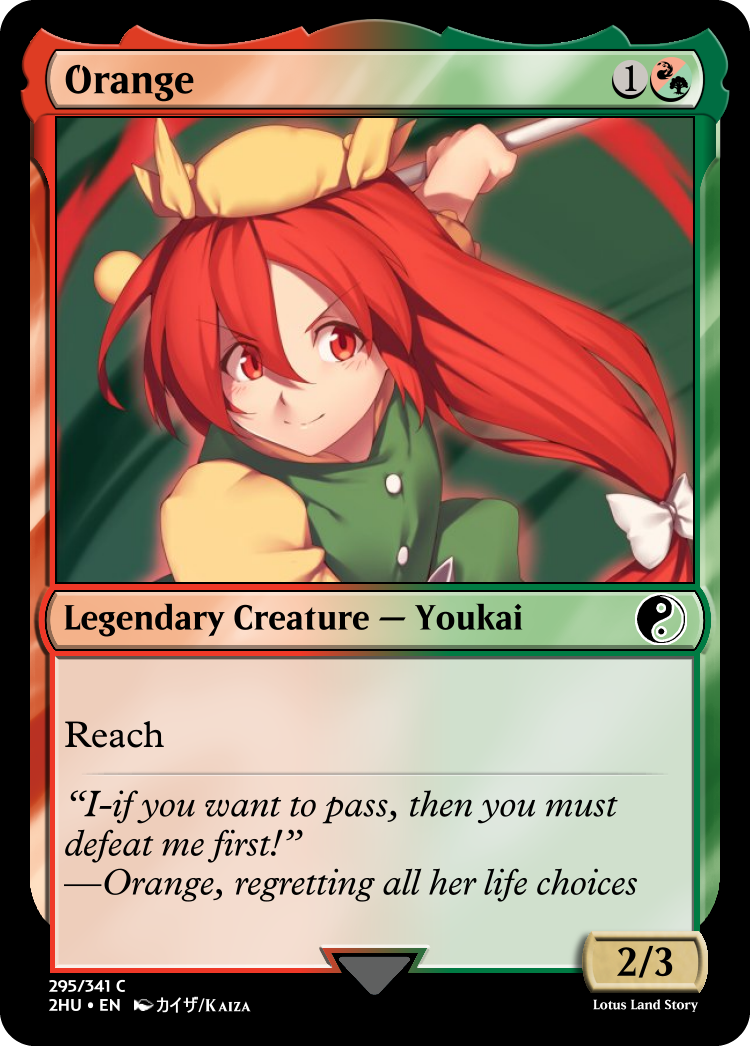 Orange
1
Legendary Creature — Youkai
Reach
“I-if you want to pass, then you must
defeat me first!”
—Orange, regretting all her life choices
2/3
295/341 C
2HU • EN カイザ/Kaiza
Lotus Land Story